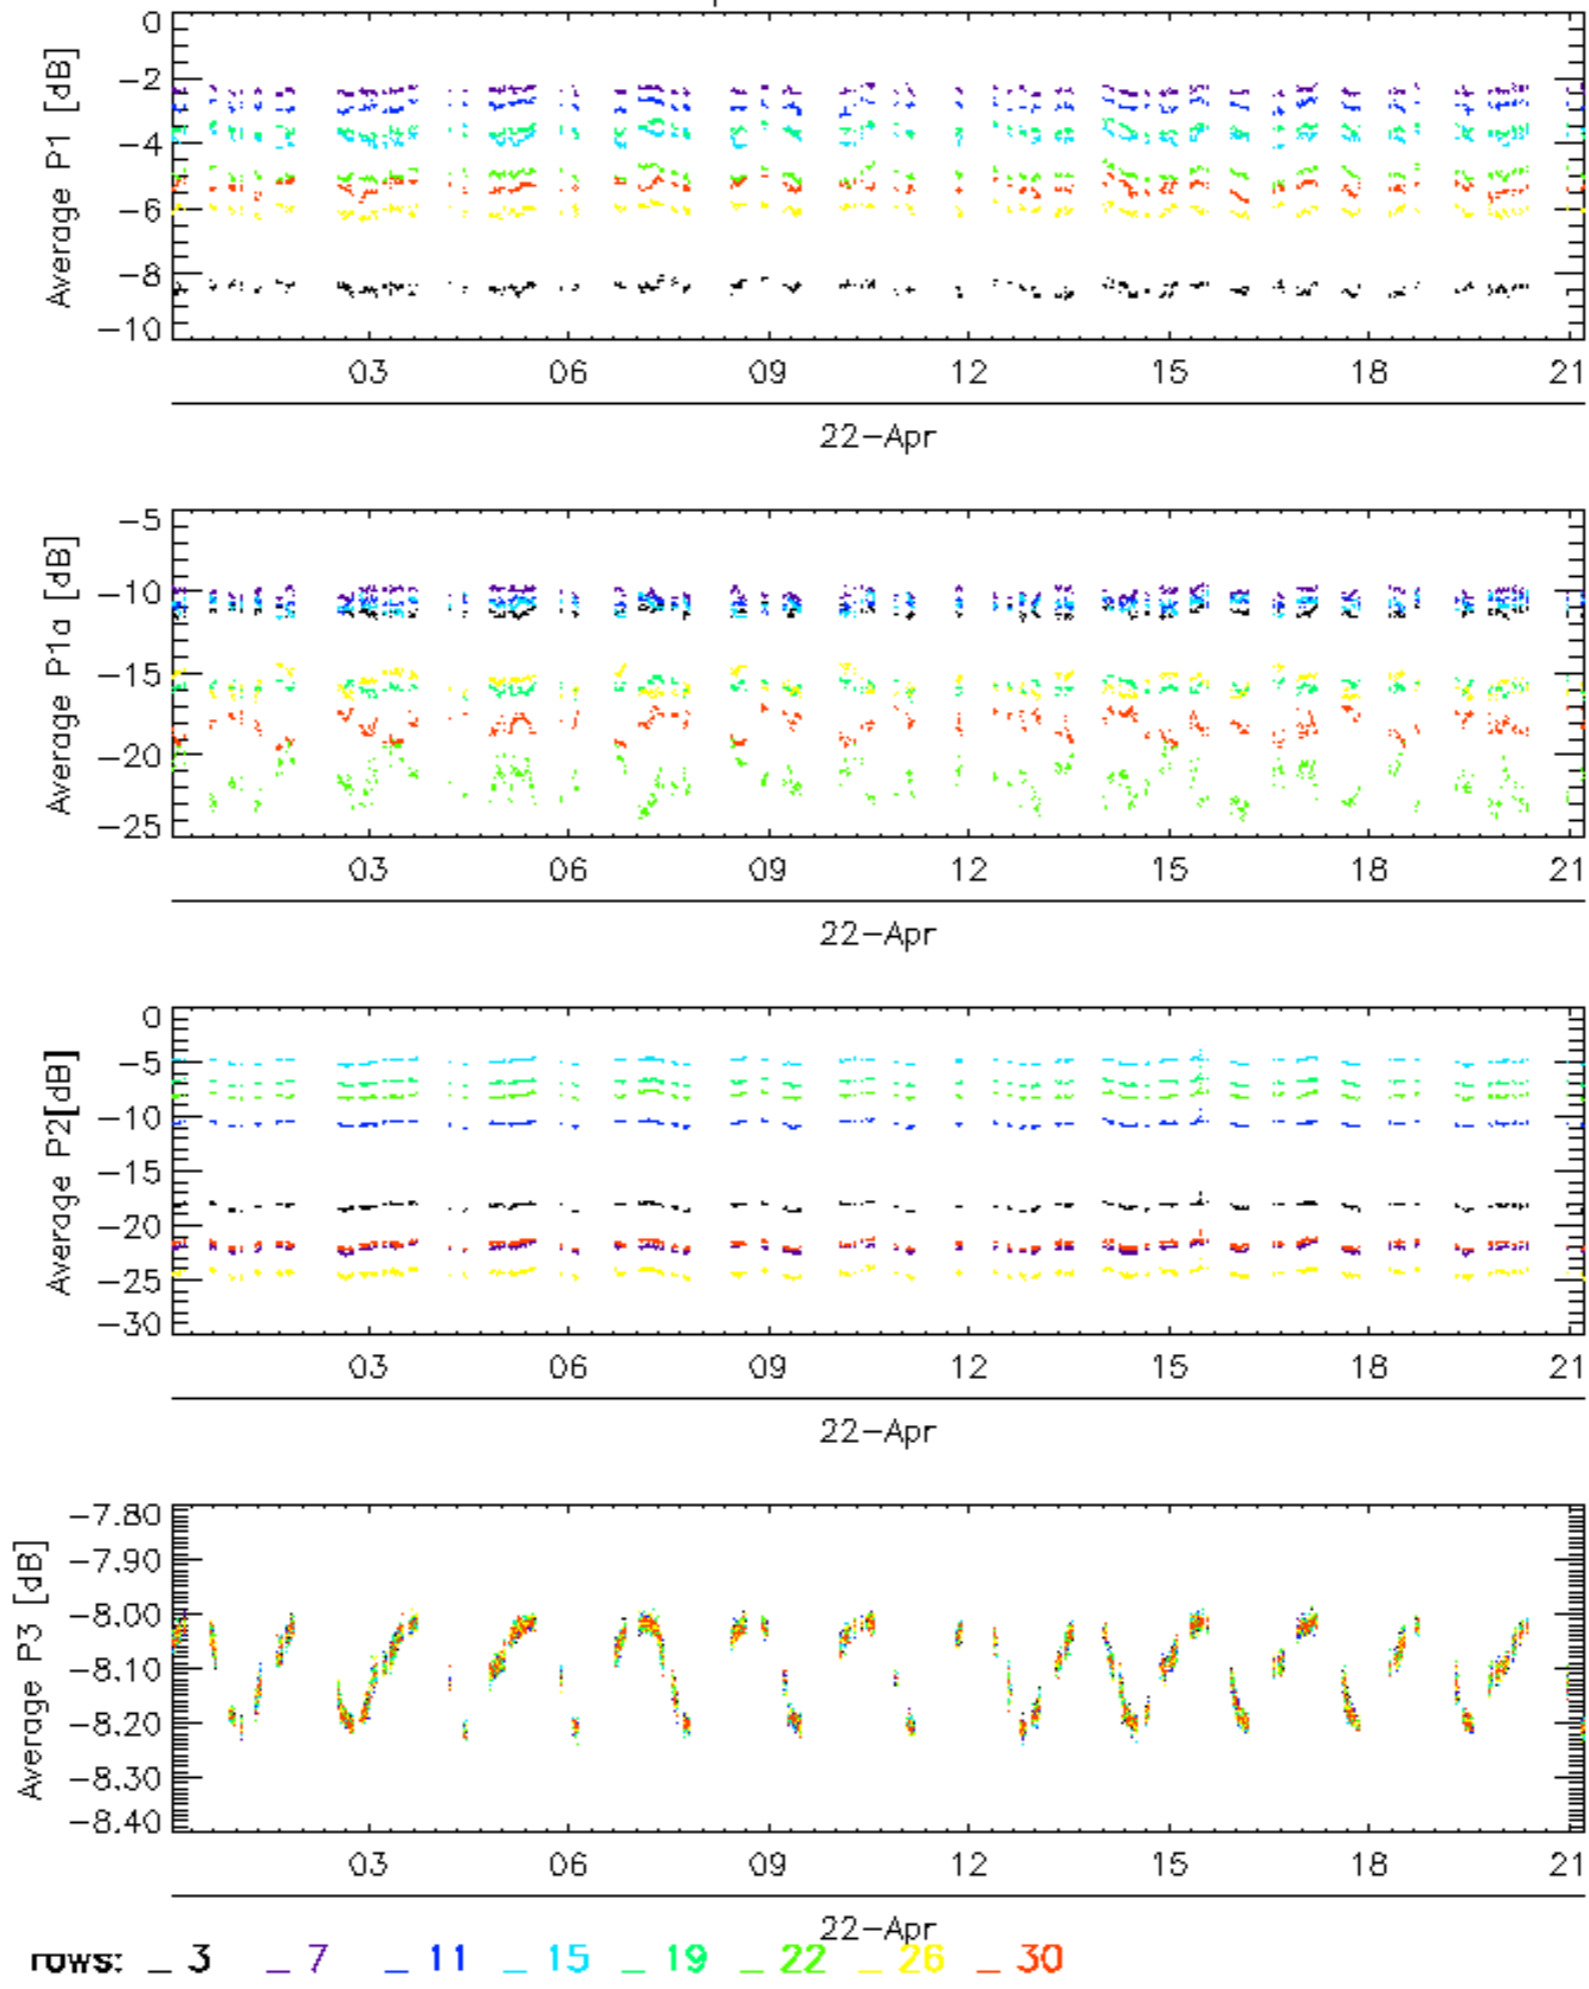 0
-2
-4
-6
-8
-10
Average P1 [dB]
03 06 09 12 15 18 21
22-Apr
-5
-10
-15
-20
-25
Average P1a [dB]
03 06 09 12 15 18 21
22-Apr
0
-5
-10
-15
-20
-25
-30
Average P2[dB]
03 06 09 12 15 18 21
22-Apr
-7.80
-7.90
-8.00
-8.10
-8.20
-8.30
-8.40
Average P3 [dB]
03 06 09 12 15 18 21
22-Apr
rows: _ 3 _ 7 _ 11 _ 15 _ 19 _ 22 _ 26 _ 30